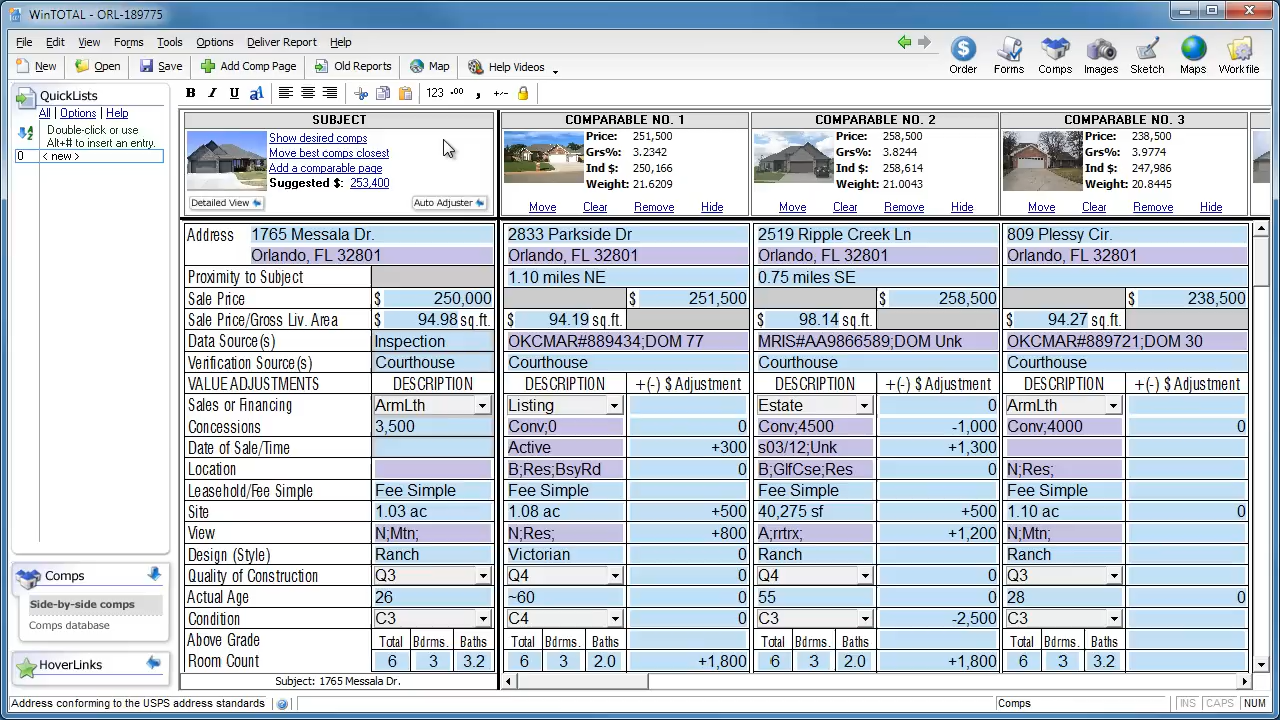 WinTOTAL - ORL-189775
File Edit View Forms Tools Options Deliver Report Help
New Open Save Add Comp Page Old Reports Map Help Videos
Order Forms Comps Images Sketch Maps Workfile
B I U aA 123 .00 , +/-
QuickLists
All | Options | Help
Double-click or use
Alt+# to insert an entry.
0 < new >
Comps
Side-by-side comps
Comps database
HoverLinks
SUBJECT COMPARABLE NO. 1 COMPARABLE NO. 2 COMPARABLE NO. 3
Show desired comps Price: 251,500 Price: 258,500 Price: 238,500
Move best comps closest Grs%: 3.2342 Grs%: 3.8244 Grs%: 3.9774
Add a comparable page Ind $: 250,166 Ind $: 258,614 Ind $: 247,986
Suggested $: 253,400 Weight: 21.6209 Weight: 21.0043 Weight: 20.8445
Detailed View Auto Adjuster Move Clear Remove Hide Move Clear Remove Hide Move Clear Remove Hide
Address 1765 Messala Dr. 2833 Parkside Dr 2519 Ripple Creek Ln 809 Plessy Cir.
Orlando, FL 32801 Orlando, FL 32801 Orlando, FL 32801 Orlando, FL 32801
Proximity to Subject 1.10 miles NE 0.75 miles SE
Sale Price $ 250,000 $ 251,500 $ 258,500 $ 238,500
Sale Price/Gross Liv. Area $ 94.98 sq.ft. $ 94.19 sq.ft. $ 98.14 sq.ft. $ 94.27 sq.ft.
Data Source(s) Inspection OKCMAR#889434;DOM 77 MRIS#AA9866589;DOM Unk OKCMAR#889721;DOM 30
Verification Source(s) Courthouse Courthouse Courthouse Courthouse
VALUE ADJUSTMENTS DESCRIPTION DESCRIPTION +(-) $ Adjustment DESCRIPTION +(-) $ Adjustment DESCRIPTION +(-) $ Adjustment
Sales or Financing ArmLth Listing Estate 0 ArmLth
Concessions 3,500 Conv;0 0 Conv;4500 -1,000 Conv;4000 0
Date of Sale/Time Active +300 s03/12;Unk +1,300
Location B;Res;BsyRd 0 B;GlfCse;Res 0 N;Res;
Leasehold/Fee Simple Fee Simple Fee Simple Fee Simple Fee Simple
Site 1.03 ac 1.08 ac +500 40,275 sf +500 1.10 ac 0
View N;Mtn; N;Res; +800 A;rrtrx; +1,200 N;Mtn;
Design (Style) Ranch Victorian 0 Ranch Ranch
Quality of Construction Q3 Q4 0 Q4 0 Q3
Actual Age 26 ~60 0 55 0 28 0
Condition C3 C4 0 C3 -2,500 C3
Above Grade Total Bdrms. Baths Total Bdrms. Baths Total Bdrms. Baths Total Bdrms. Baths
Room Count 6 3 3.2 6 3 2.0 +1,800 6 3 2.0 +1,800 6 3 3.2
Subject: 1765 Messala Dr.
Address conforming to the USPS address standards Comps INS CAPS NUM